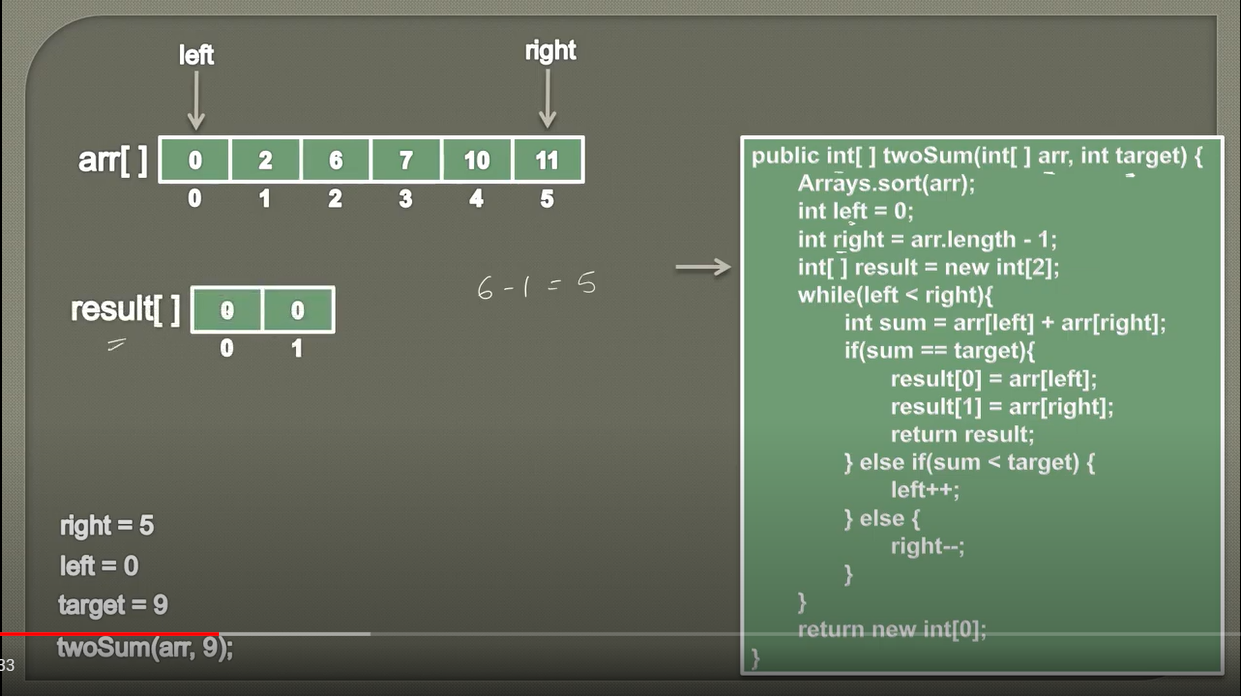 left right
arr[ ] 0 2 6 7 10 11
0 1 2 3 4 5
result[ ] 0 0
0 1
6 - 1 = 5
right = 5
left = 0
target = 9
twoSum(arr, 9);
33
public int[ ] twoSum(int[ ] arr, int target) {
Arrays.sort(arr);
int left = 0;
int right = arr.length - 1;
int[ ] result = new int[2];
while(left < right){
int sum = arr[left] + arr[right];
if(sum == target){
result[0] = arr[left];
result[1] = arr[right];
return result;
} else if(sum < target) {
left++;
} else {
right--;
}
}
return new int[0];
}